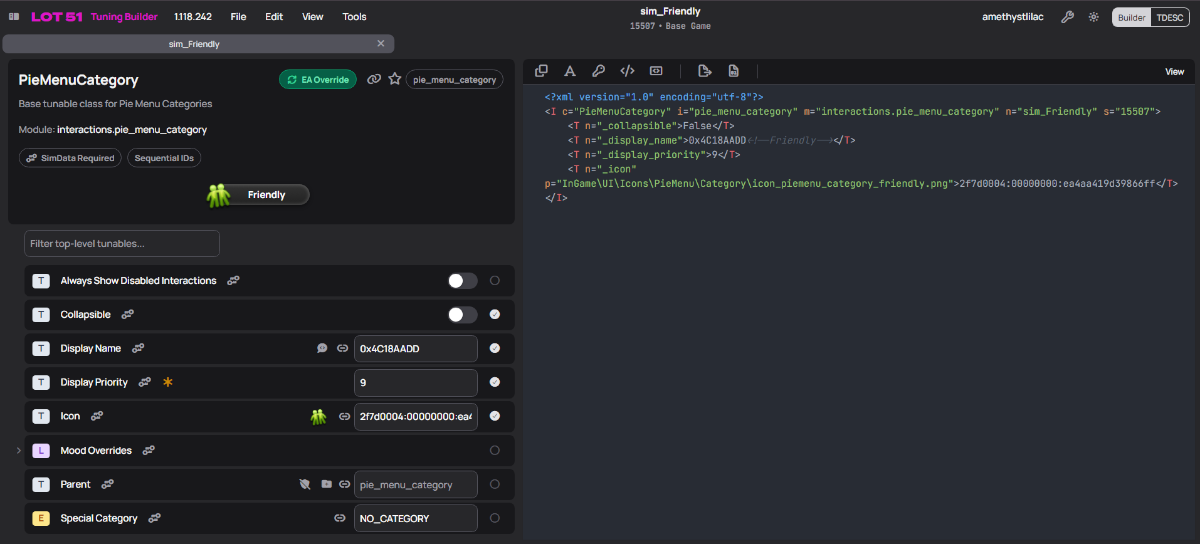 LOT 51 Tuning Builder 1.118.242 File Edit View Tools
sim_Friendly
15507 • Base Game
amethystlilac
Builder TDESC
sim_Friendly
PieMenuCategory
EA Override
pie_menu_category
Base tunable class for Pie Menu Categories
Module: interactions.pie_menu_category
SimData Required
Sequential IDs
Friendly
Filter top-level tunables...
T Always Show Disabled Interactions
T Collapsible
T Display Name 0x4C18AADD
T Display Priority 9
T Icon 2f7d0004:00000000:ea4
L Mood Overrides
T Parent pie_menu_category
E Special Category NO_CATEGORY
View
<?xml version="1.0" encoding="utf-8"?>
<I c="PieMenuCategory" i="pie_menu_category" m="interactions.pie_menu_category" n="sim_Friendly" s="15507">
<T n="_collapsible">False</T>
<T n="_display_name">0x4C18AADD<!--Friendly--></T>
<T n="_display_priority">9</T>
<T n="_icon"
p="InGame\UI\Icons\PieMenu\Category\icon_piemenu_category_friendly.png">2f7d0004:00000000:ea4aa419d39866ff</T>
</I>